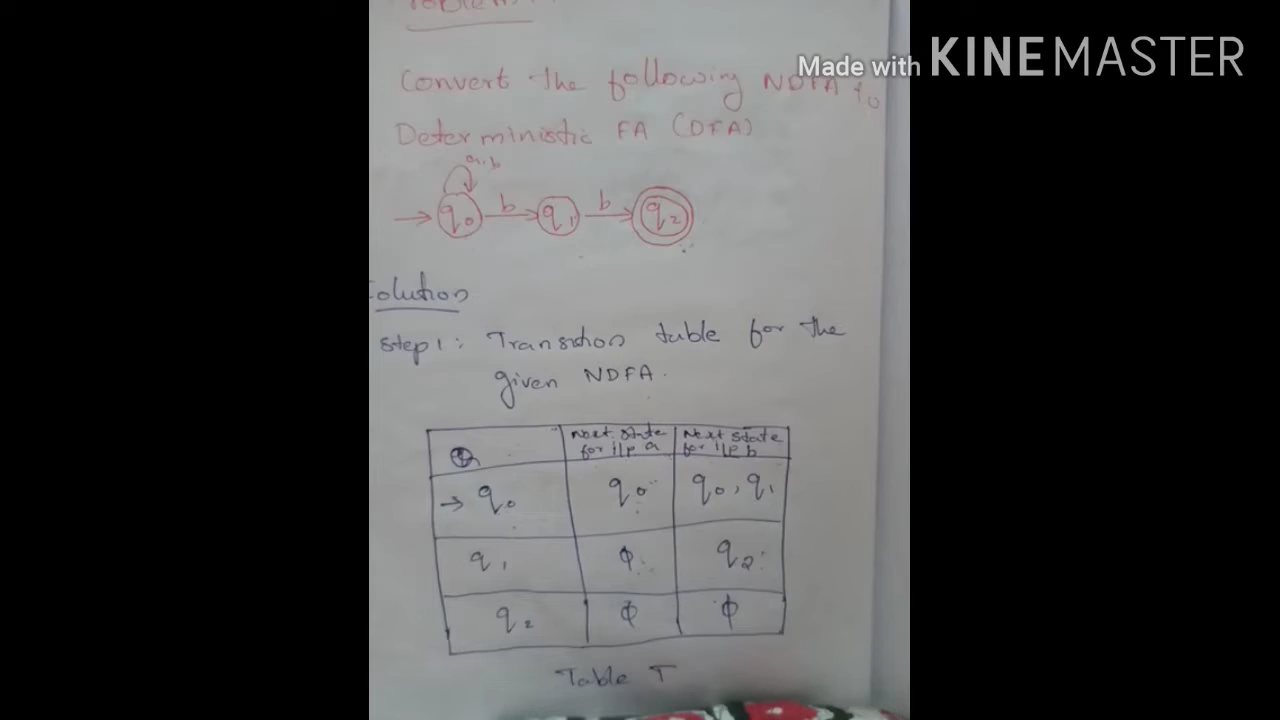 Made with KINEMASTER
Convert the following NDFA to
Deterministic FA (DFA)
a,b
q0 b q1 b q2
Solution
Step 1: Transition table for the
given NDFA.
Q Next state for i/p a Next state for i/p b
→ q0 q0 q0, q1
q1 ϕ q2
q2 ϕ ϕ
Table T